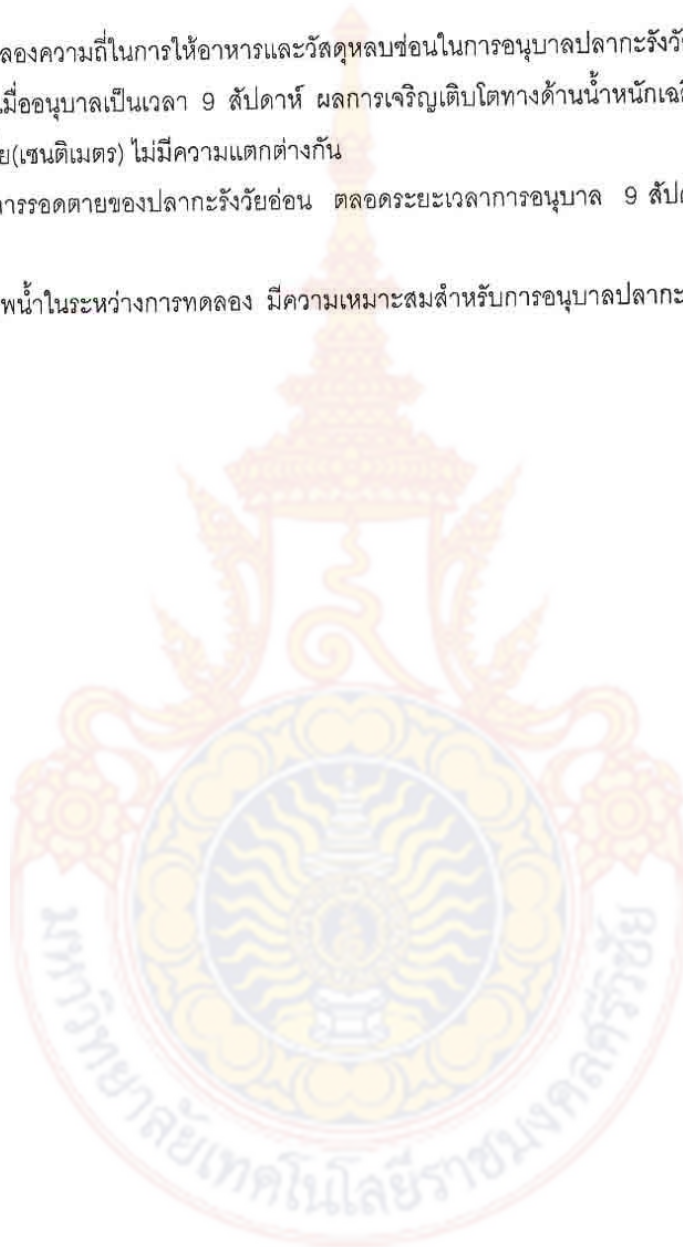 ลองความถี่ในการให้อาหารและวัสดุหลบซ่อนในการอนุบาลปลากะรังวั
เมื่ออนุบาลเป็นเวลา 9 สัปดาห์ ผลการเจริญเติบโตทางด้านน้ำหนักเฉ
ย(เซนติเมตร) ไม่มีความแตกต่างกัน
ารรอดตายของปลากะรังวัยอ่อน ตลอดระยะเวลาการอนุบาล 9 สัปด
พน้ำในระหว่างการทดลอง มีความเหมาะสมสำหรับการอนุบาลปลากะ
มหาวิทยาลัยเทคโนโลยีราชมงคลศรีวิชัย